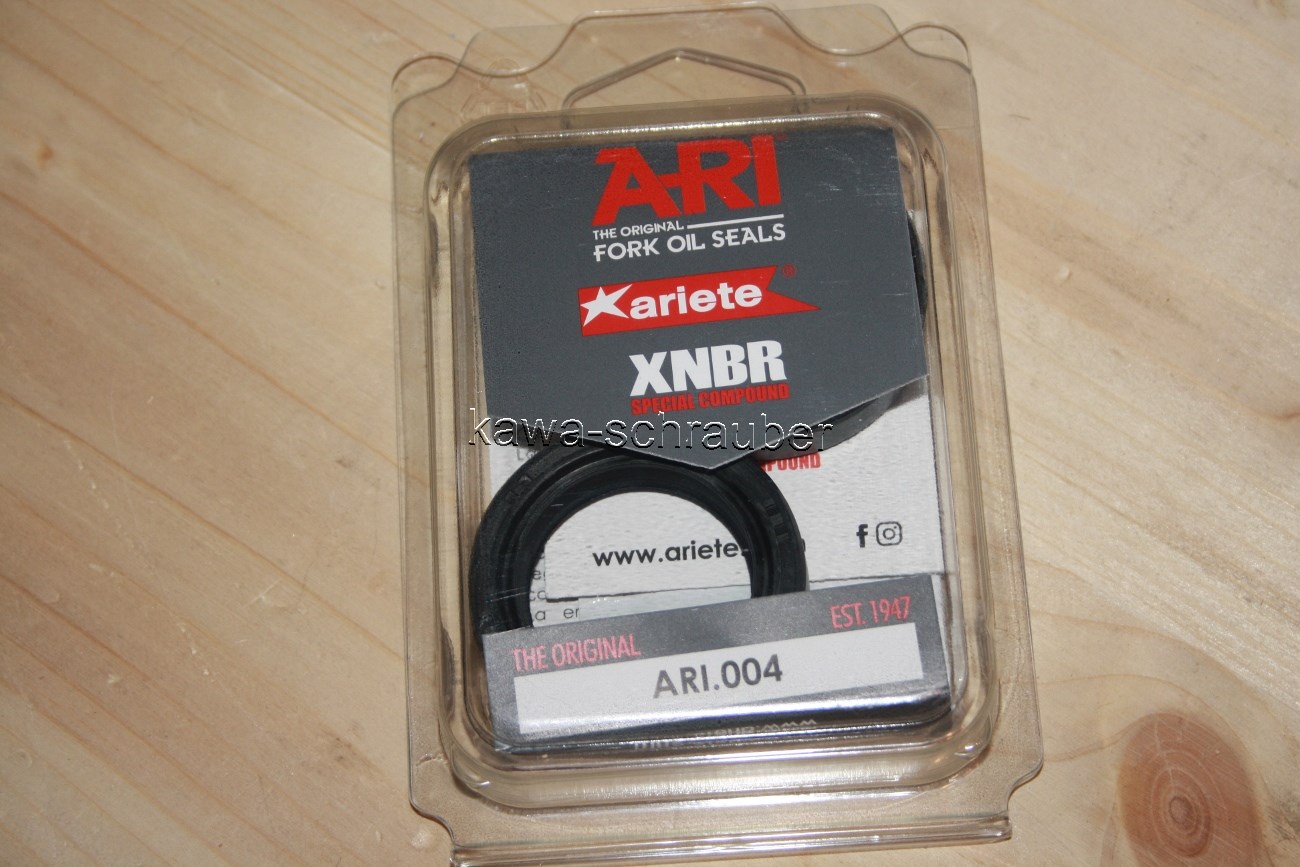 ARI
THE ORIGINAL
FORK OIL SEALS
ariete®
XNBR
SPECIAL COMPOUND
kawa-schrauber
POUND
www.ariete.
f
er
THE ORIGINAL
EST. 1947
ARI.004